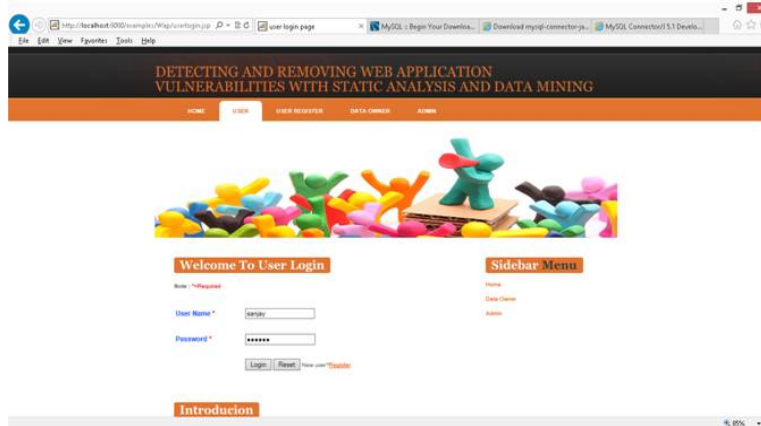 http://localhost:8080/examples/Wap/userlogin.jsp
user login page
MySQL :: Begin Your Downloa...
Download mysql-connector-ja...
MySQL Connector/J 5.1 Develo...
File Edit View Favorites Tools Help
DETECTING AND REMOVING WEB APPLICATION
VULNERABILITIES WITH STATIC ANALYSIS AND DATA MINING
HOME USER USER REGISTER DATA OWNER ADMIN
Welcome To User Login
Sidebar Menu
Note : *=Required
Home
Data Owner
User Name *
sanjay
Admin
Password *
Login Reset New user?Register
Introducion
85%